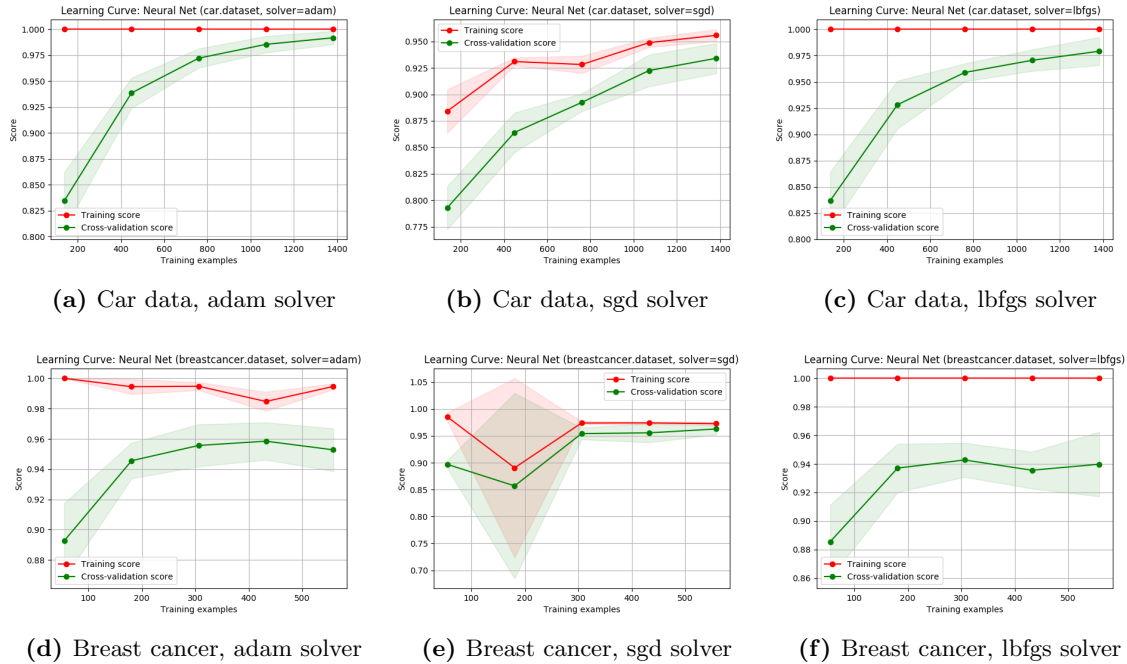 Learning Curve: Neural Net (car.dataset, solver=adam)
1.000
0.975
0.950
0.925
0.900
0.875
0.850
0.825
0.800
Score
Training score
Cross-validation score
200 400 600 800 1000 1200 1400
Training examples
(a) Car data, adam solver
Learning Curve: Neural Net (car.dataset, solver=sgd)
Training score
Cross-validation score
0.950
0.925
0.900
0.875
0.850
0.825
0.800
0.775
Score
200 400 600 800 1000 1200 1400
Training examples
(b) Car data, sgd solver
Learning Curve: Neural Net (car.dataset, solver=lbfgs)
1.000
0.975
0.950
0.925
0.900
0.875
0.850
0.825
0.800
Score
Training score
Cross-validation score
200 400 600 800 1000 1200 1400
Training examples
(c) Car data, lbfgs solver
Learning Curve: Neural Net (breastcancer.dataset, solver=adam)
1.00
0.98
0.96
0.94
0.92
0.90
0.88
Score
Training score
Cross-validation score
100 200 300 400 500
Training examples
(d) Breast cancer, adam solver
Learning Curve: Neural Net (breastcancer.dataset, solver=sgd)
Training score
Cross-validation score
1.05
1.00
0.95
0.90
0.85
0.80
0.75
0.70
Score
100 200 300 400 500
Training examples
(e) Breast cancer, sgd solver
Learning Curve: Neural Net (breastcancer.dataset, solver=lbfgs)
1.00
0.98
0.96
0.94
0.92
0.90
0.88
0.86
Score
Training score
Cross-validation score
100 200 300 400 500
Training examples
(f) Breast cancer, lbfgs solver